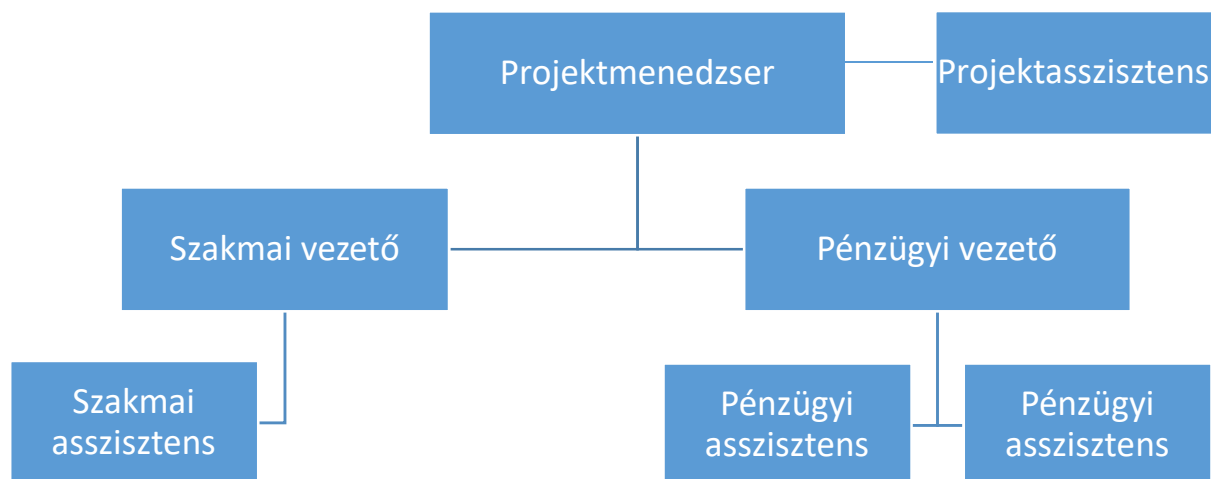 Projektmenedzser
Projektasszisztens
Szakmai vezető
Pénzügyi vezető
Szakmai
asszisztens
Pénzügyi
asszisztens
Pénzügyi
asszisztens